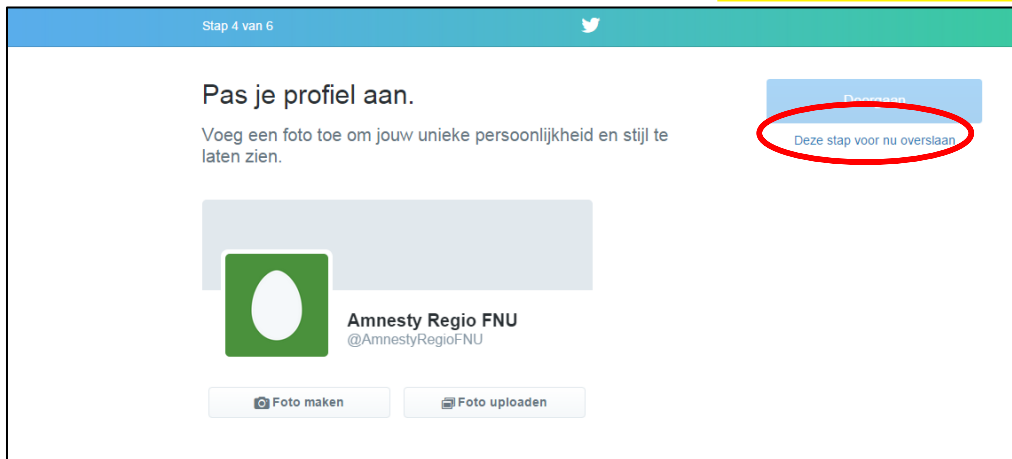 Stap 4 van 6
Pas je profiel aan.
Voeg een foto toe om jouw unieke persoonlijkheid en stijl te
laten zien.
Doorgaan
Deze stap voor nu overslaan
Amnesty Regio FNU
@AmnestyRegioFNU
Foto maken
Foto uploaden